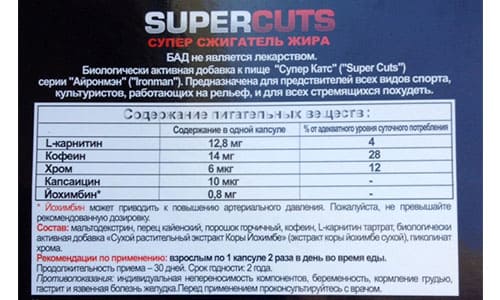 SUPERCUTS
СУПЕР СЖИГАТЕЛЬ ЖИРА
БАД не является лекарством.
Биологически активная добавка к пище "Супер Катс" ("Super Cuts")
серии "Айронмэн" ("Ironman"). Предназначена для представителей всех видов спорта,
культуристов, работающих на рельеф, и для всех стремящихся похудеть.
Содержание питательных веществ:
Содержание в одной капсуле % от адекватного уровня суточного потребления
L-карнитин 12,8 мг 4
Кофеин 14 мг 28
Хром 6 мкг 12
Капсаицин 10 мкг -
Йохимбин* 0,8 мг -
* Йохимбин может приводить к повышению артериального давления. Пожалуйста, не превышайте
рекомендованную дозировку.
Состав: мальтодекстрин, перец кайенский, порошок горчичный, кофеин, L-карнитин тартрат, биологически
активная добавка «Сухой растительный экстракт Коры Йохимбе» (экстракт коры йохимбе сухой), пиколинат
хрома.
Рекомендации по применению: взрослым по 1 капсуле 2 раза в день во время еды.
Продолжительность приема – 30 дней. Срок годности: 2 года.
Противопоказания: индивидуальная непереносимость компонентов, беременность, кормление грудью,
гастрит и язвенная болезнь желудка.Перед применением проконсультируйтесь с врачом.